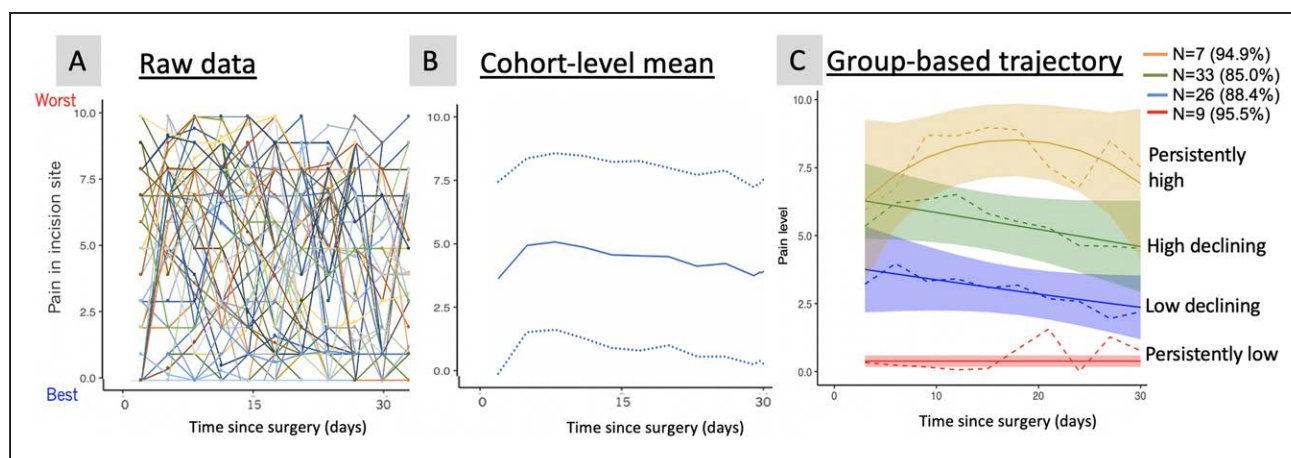 A
Raw data
Worst
10.0
7.5
5.0
2.5
0.0
Best
Pain in incision site
0
15
30
Time since surgery (days)
B
Cohort-level mean
10.0
7.5
5.0
2.5
0.0
0
15
30
Time since surgery (days)
C
Group-based trajectory
N=7 (94.9%)
N=33 (85.0%)
N=26 (88.4%)
N=9 (95.5%)
10.0
7.5
5.0
2.5
0.0
Pain level
Persistently
high
High declining
Low declining
Persistently low
0
10
20
30
Time since surgery (days)